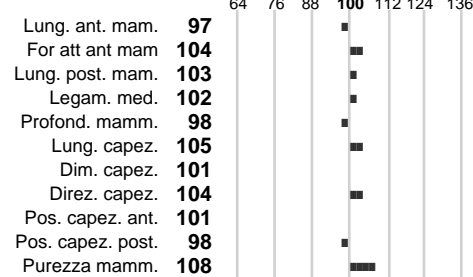 64 76 88 100 112 124 136
Lung. ant. mam. 97
For att ant mam 104
Lung. post. mam. 103
Legam. med. 102
Profond. mamm. 98
Lung. capez. 105
Dim. capez. 101
Direz. capez. 104
Pos. capez. ant. 101
Pos. capez. post. 98
Purezza mamm. 108